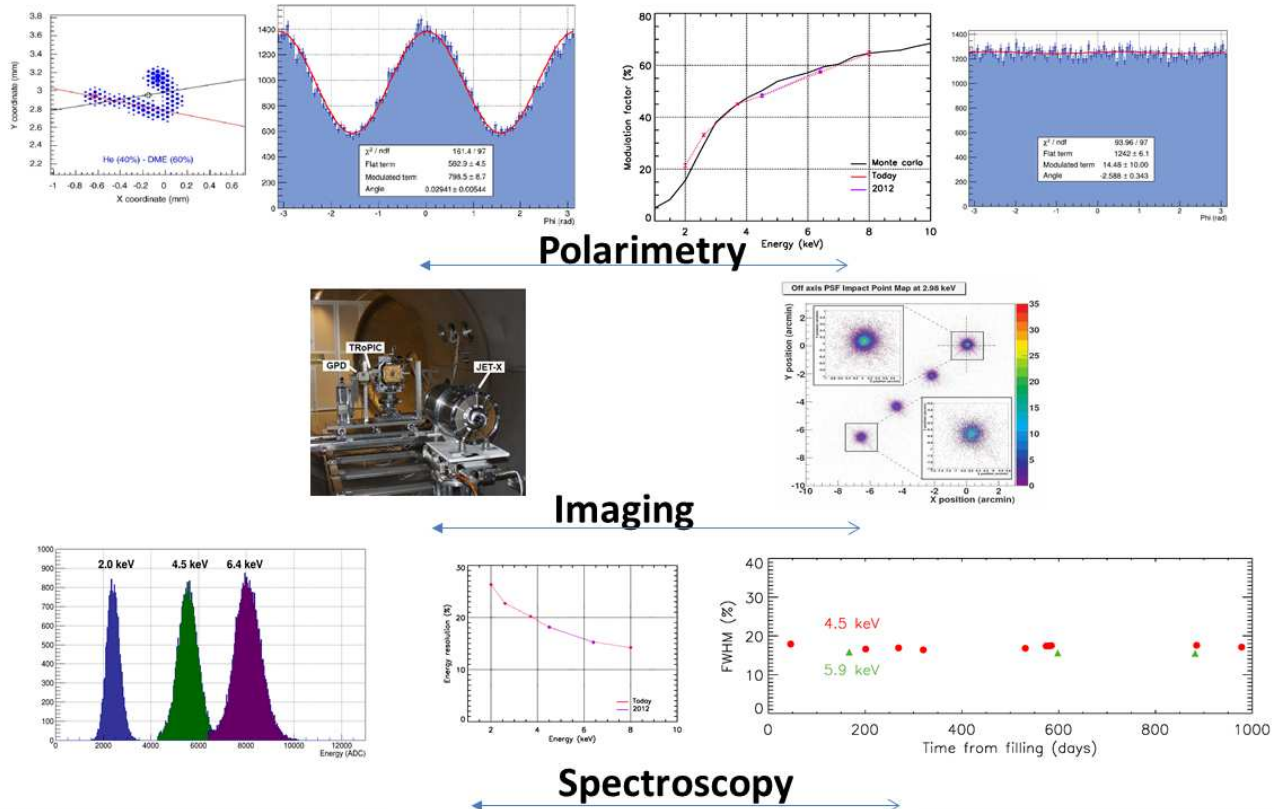 Y coordinate (mm)
3.8
3.6
3.4
3.2
3
2.8
2.6
2.4
2.2
He (40%) - DME (60%)
-1 -0.8 -0.6 -0.4 -0.2 0 0.2 0.4 0.6
X coordinate (mm)
1400
1200
1000
800
600
400
200
0
χ² / ndf 161.4 / 97
Flat term 582.9 ± 4.5
Modulated term 798.5 ± 8.7
Angle 0.02941 ± 0.00544
-3 -2 -1 0 1 2 3
Phi (rad)
Modulation factor (%)
80
60
40
20
0
Monte carlo
Today
2012
2 4 6 8 10
Energy (keV)
1400
1200
1000
800
600
400
200
0
χ² / ndf 93.96 / 97
Flat term 1242 ± 6.1
Modulated term 14.48 ± 10.00
Angle -2.588 ± 0.343
-3 -2 -1 0 1 2 3
Phi (rad)
Polarimetry
TRoPIC
GPD
JET-X
Off axis PSF Impact Point Map at 2.98 keV
Y position (arcmin)
2
0
-2
-4
-6
-8
-10
-10 -8 -6 -4 -2 0 2
X position (arcmin)
35
30
25
20
15
10
5
0
Imaging
1000
900
800
700
600
500
400
300
200
100
0
2.0 keV 4.5 keV 6.4 keV
0 2000 4000 6000 8000 10000 12000
Energy (ADC)
Energy resolution (%)
30
20
10
0
Today
2012
2 4 6 8 10
Energy (keV)
FWHM (%)
40
30
20
10
0
4.5 keV
5.9 keV
0 200 400 600 800 1000
Time from filling (days)
Spectroscopy